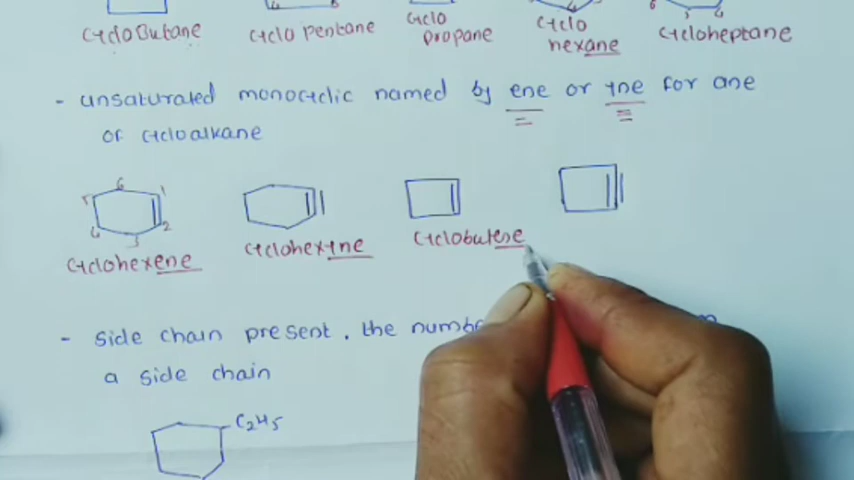 cyclo Butane cyclo pentane cyclo propane cyclo hexane cycloheptane
- unsaturated monocyclic named by ene or yne for ane
of cycloalkane
6
5 1
4 2
3
cyclohexene cyclohexyne cyclobutene
- side chain present, the numb
a side chain
C2H5